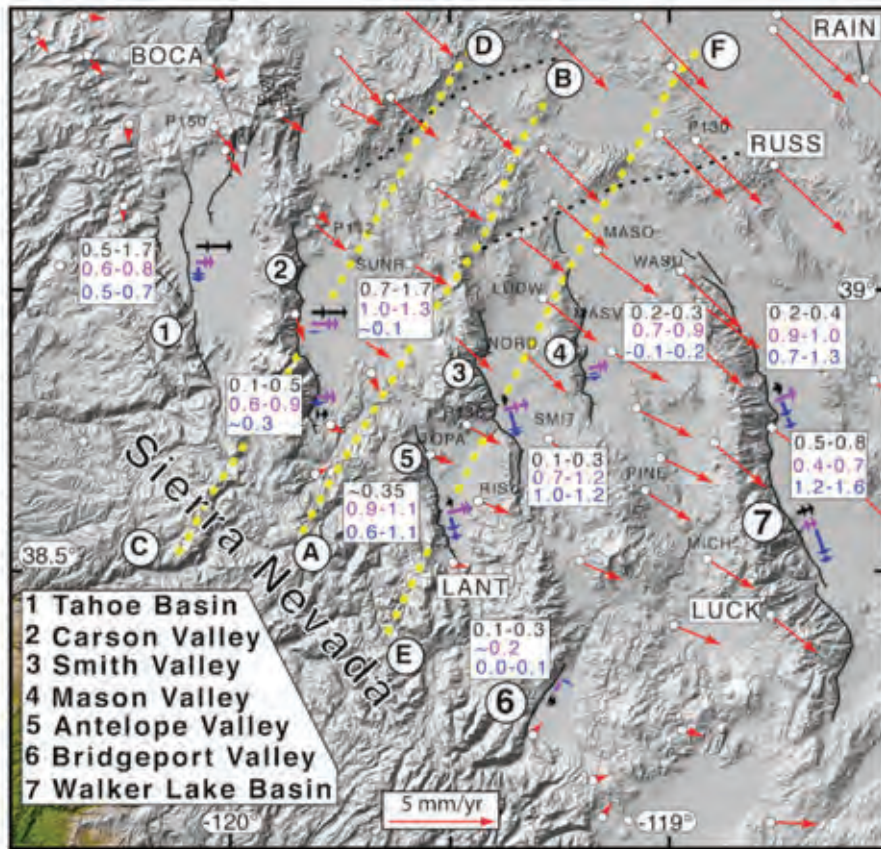 D
F
RAIN
BOCA
B
P150
P130
RUSS
P142
MASO
2
SUNR
WASU
0.5-1.7
0.6-0.8
0.5-0.7
0.7-1.7
1.0-1.3
~0.1
LUDW
39°
MASV
0.2-0.3
0.7-0.9
-0.1-0.2
0.2-0.4
0.9-1.0
0.7-1.3
1
NORD
4
3
0.1-0.5
0.6-0.9
~0.3
SMIT
0.5-0.8
0.4-0.7
1.2-1.6
5
0.1-0.3
0.7-1.2
1.0-1.2
~0.35
0.9-1.1
0.6-1.1
PINE
7
C
A
Sierra Nevada
38.5°
MICH
LANT
LUCK
E
0.1-0.3
~0.2
0.0-0.1
6
1 Tahoe Basin
2 Carson Valley
3 Smith Valley
4 Mason Valley
5 Antelope Valley
6 Bridgeport Valley
7 Walker Lake Basin
5 mm/yr
-120°
-119°